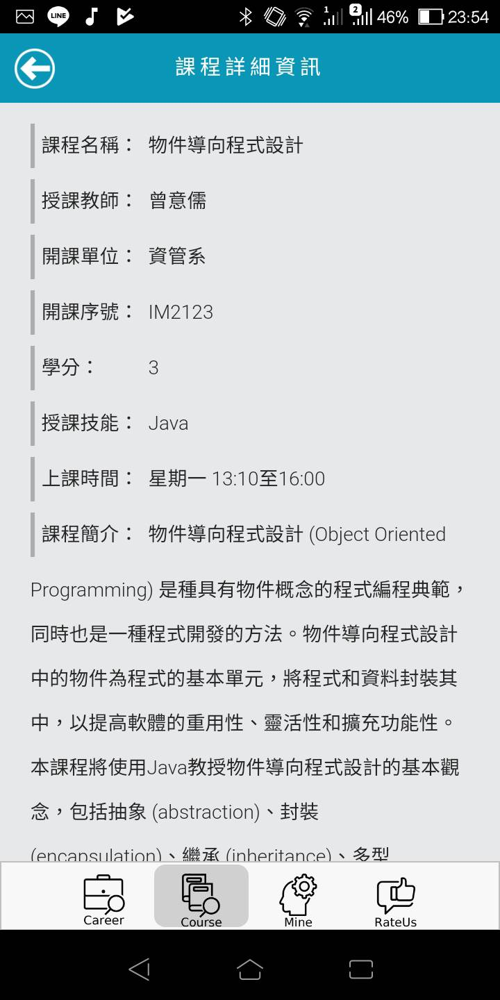 LINE 1 2 46% 23:54
課程詳細資訊
課程名稱： 物件導向程式設計
授課教師： 曾意儒
開課單位： 資管系
開課序號： IM2123
學分： 3
授課技能： Java
上課時間： 星期一 13:10至16:00
課程簡介： 物件導向程式設計 (Object Oriented
Programming) 是種具有物件概念的程式編程典範，
同時也是一種程式開發的方法。物件導向程式設計
中的物件為程式的基本單元，將程式和資料封裝其
中，以提高軟體的重用性、靈活性和擴充功能性。
本課程將使用Java教授物件導向程式設計的基本觀
念，包括抽象 (abstraction)、封裝
(encapsulation)、繼承 (inheritance)、多型
Career Course Mine RateUs